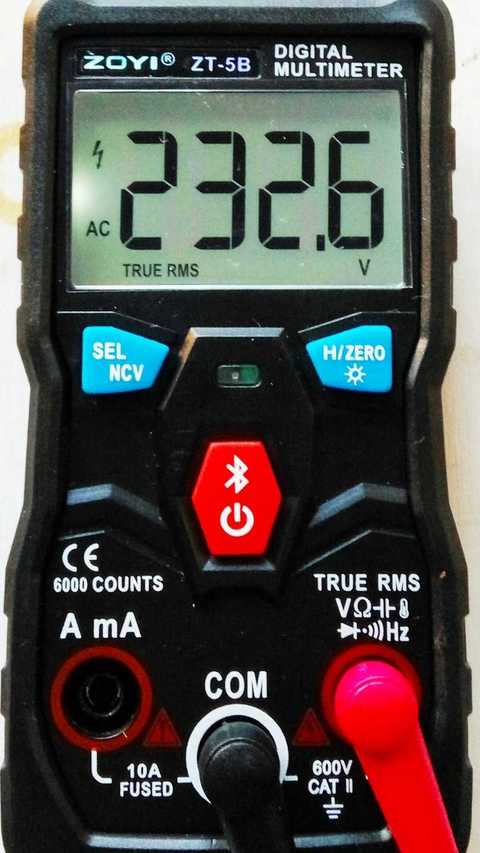 ZOYI® ZT-5B
DIGITAL
MULTIMETER
AC 232.6
TRUE RMS V
SEL
NCV
H/ZERO
CE
6000 COUNTS
TRUE RMS
VΩ
Hz
A mA
COM
10A
FUSED
600V
CAT II